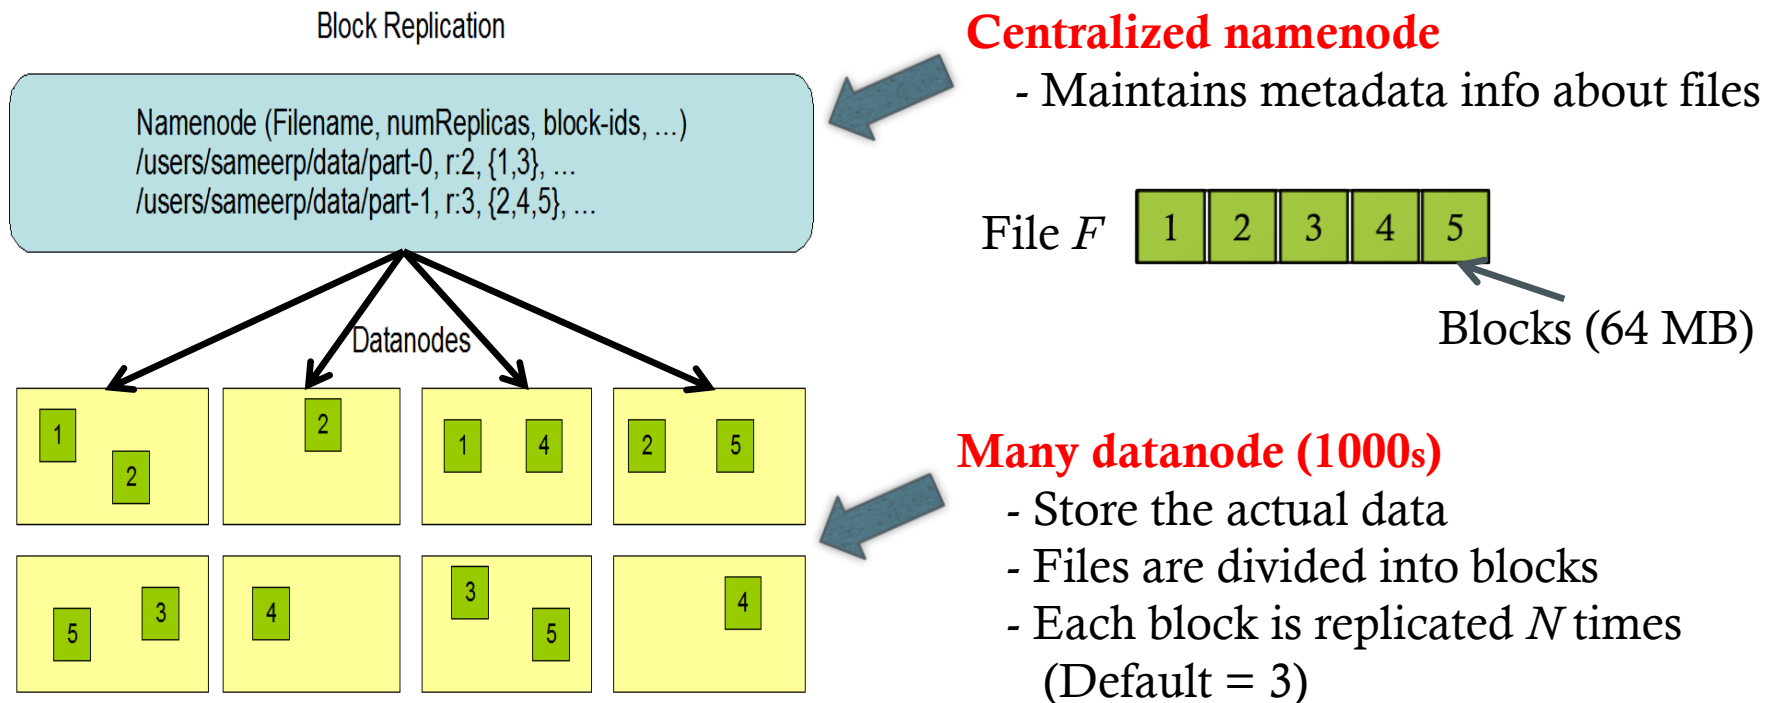 Block Replication
Namenode (Filename, numReplicas, block-ids, ...)
/users/sameerp/data/part-0, r:2, {1,3}, ...
/users/sameerp/data/part-1, r:3, {2,4,5}, ...
Datanodes
1 2
2
1 4
2 5
5 3
4
3 5
4
Centralized namenode
- Maintains metadata info about files
File F 1 2 3 4 5
Blocks (64 MB)
Many datanode (1000s)
- Store the actual data
- Files are divided into blocks
- Each block is replicated N times
(Default = 3)